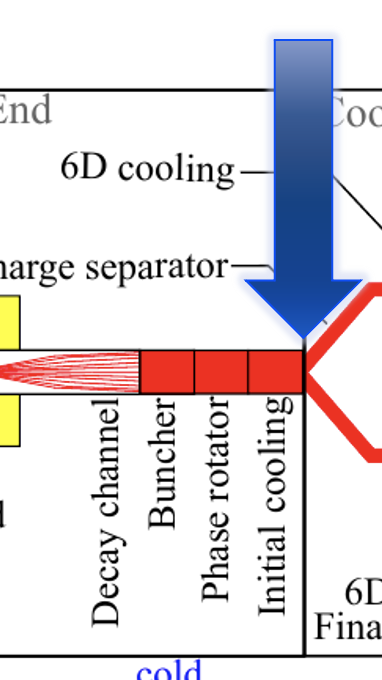 End
Coo
6D cooling
harge separator
Decay channel
Buncher
Phase rotator
Initial cooling
d
6D
Fina
cold